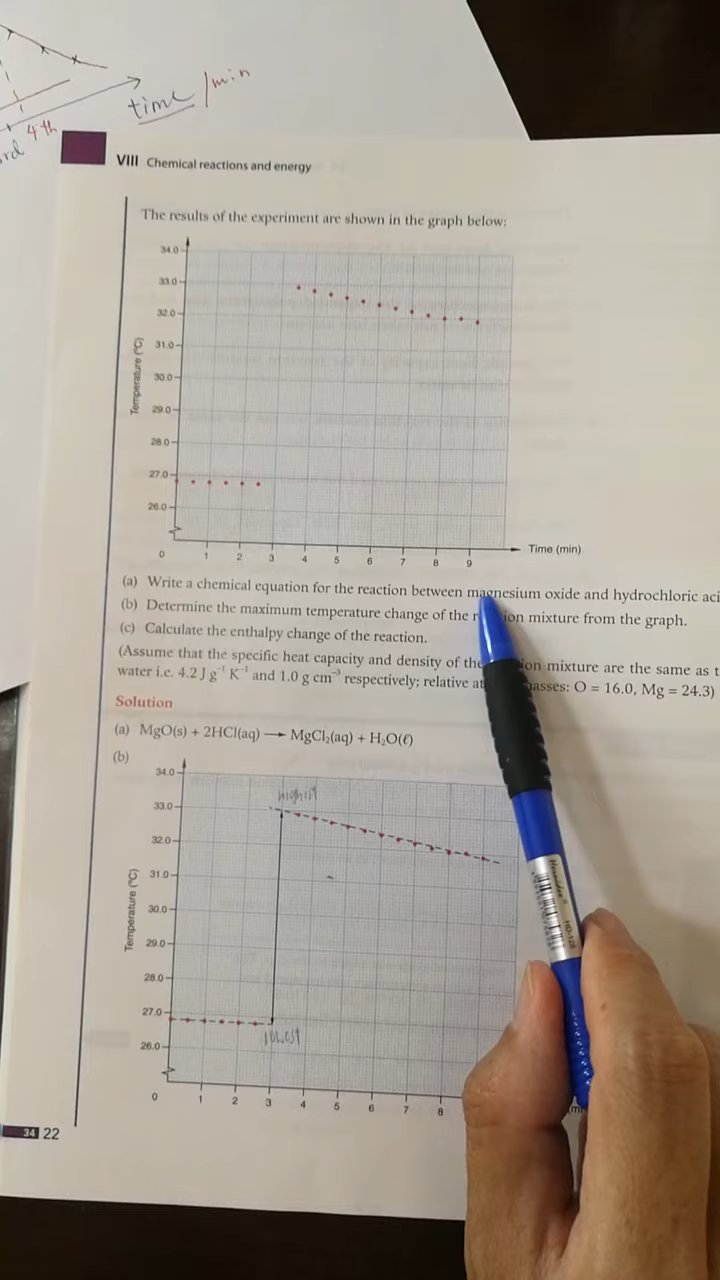 time /min
4th
VIII Chemical reactions and energy
The results of the experiment are shown in the graph below:
34.0
33.0
32.0
31.0
30.0
29.0
28.0
27.0
26.0
Temperature (°C)
0 1 2 3 4 5 6 7 8 9
Time (min)
(a) Write a chemical equation for the reaction between magnesium oxide and hydrochloric aci
(b) Determine the maximum temperature change of the r ion mixture from the graph.
(c) Calculate the enthalpy change of the reaction.
(Assume that the specific heat capacity and density of the ion mixture are the same as t
water i.e. 4.2 J g⁻¹ K⁻¹ and 1.0 g cm⁻³ respectively; relative at masses: O = 16.0, Mg = 24.3)
Solution
(a) MgO(s) + 2HCl(aq) ⟶ MgCl₂(aq) + H₂O(ℓ)
(b)
34.0
33.0
32.0
31.0
30.0
29.0
28.0
27.0
26.0
Temperature (°C)
highest
lowest
0 1 2 3 4 5 6 7 8
34 22